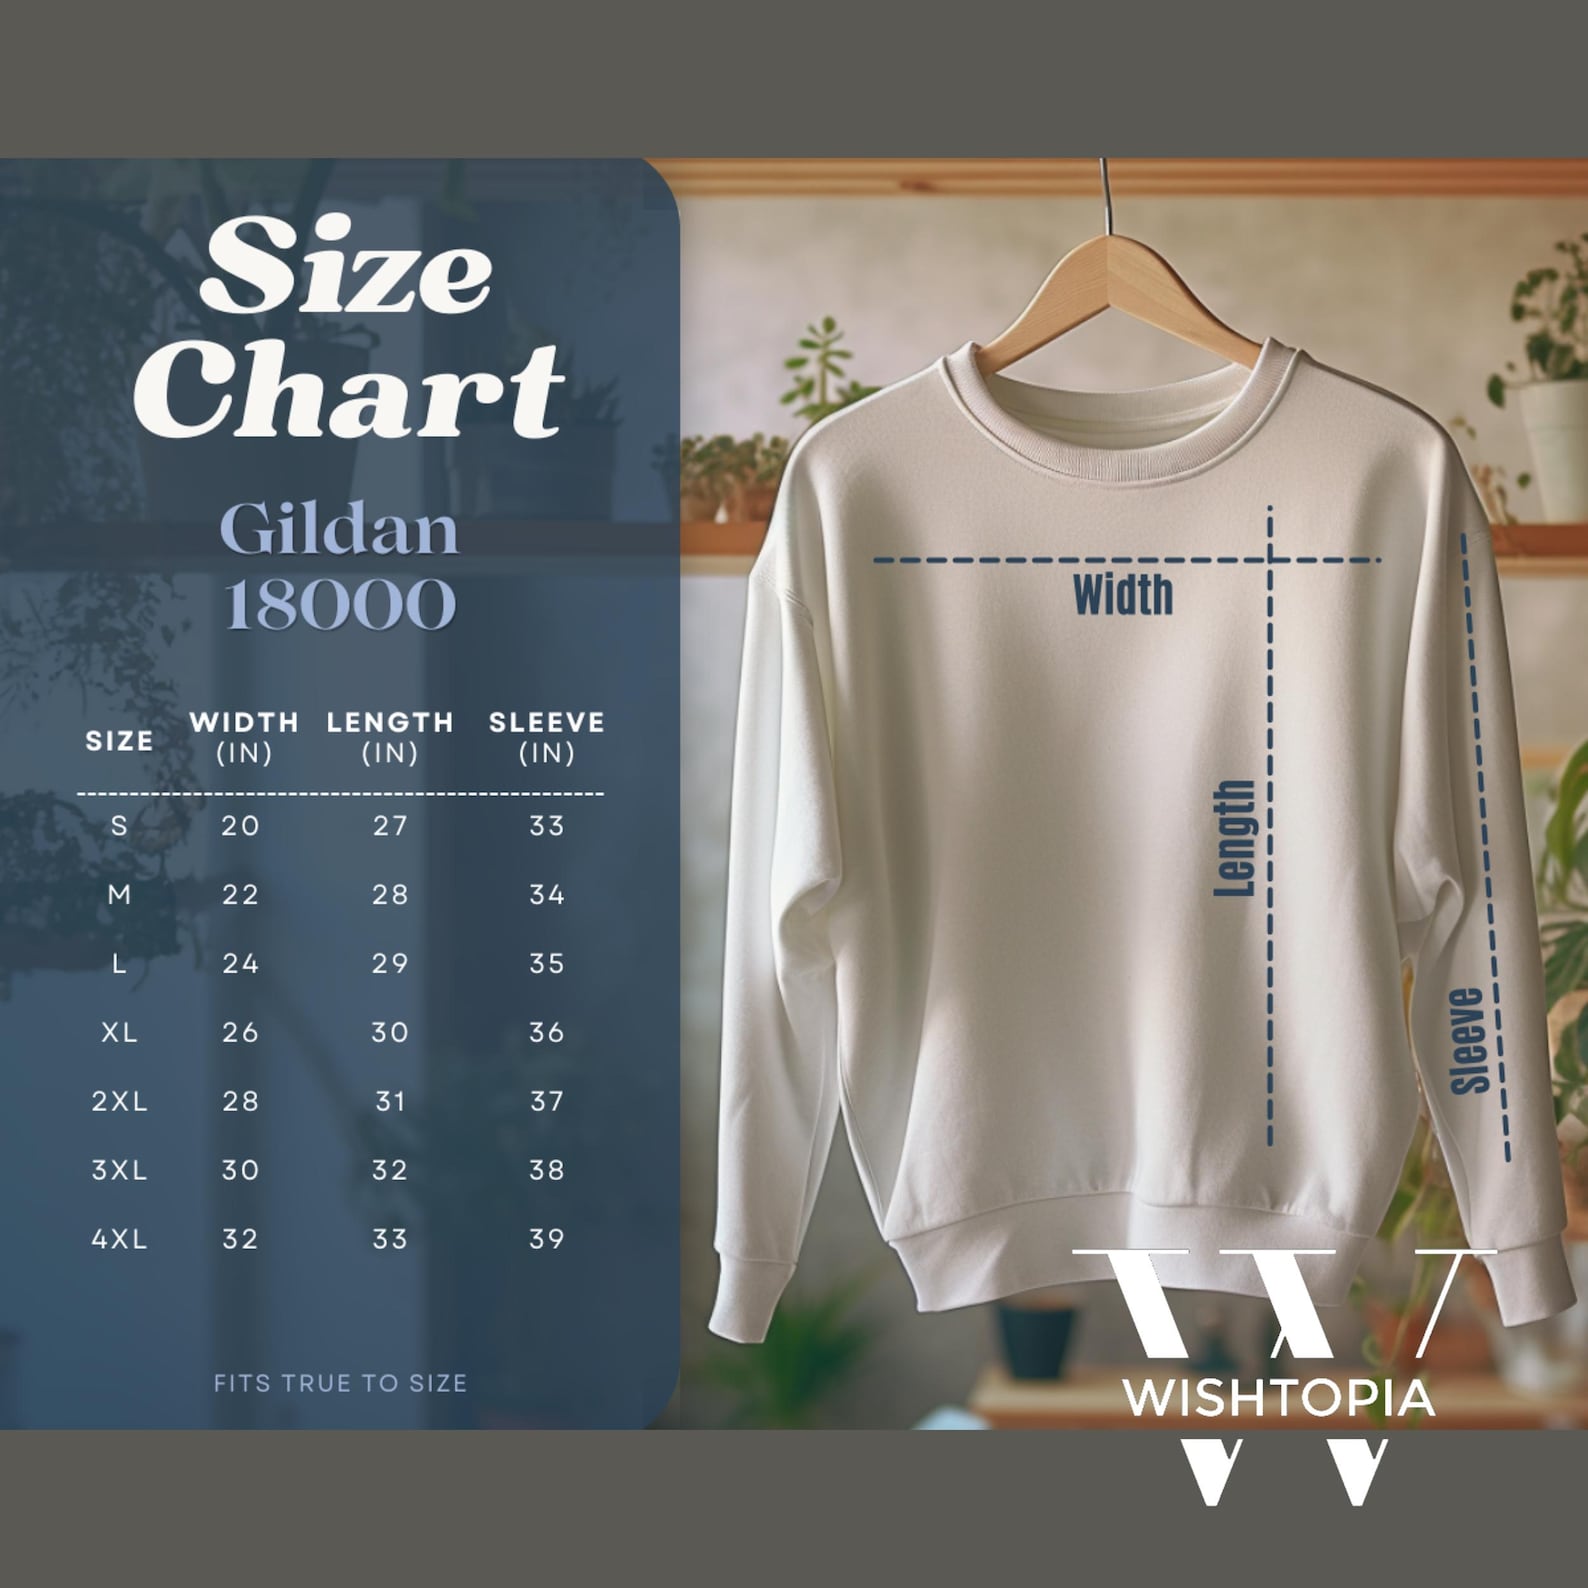 Size
Chart
Gildan
18000
SIZE WIDTH (IN) LENGTH (IN) SLEEVE (IN)
S 20 27 33
M 22 28 34
L 24 29 35
XL 26 30 36
2XL 28 31 37
3XL 30 32 38
4XL 32 33 39
FITS TRUE TO SIZE
Width
Length
Sleeve
W
WISHTOPIA